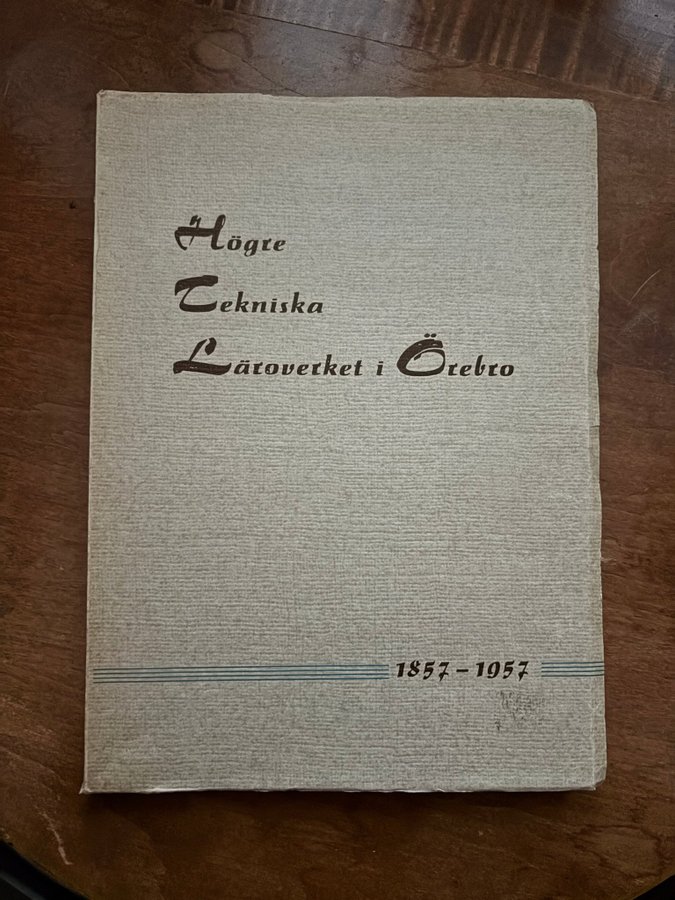 Högre
Tekniska
Läroverket i Örebro
1857 – 1957